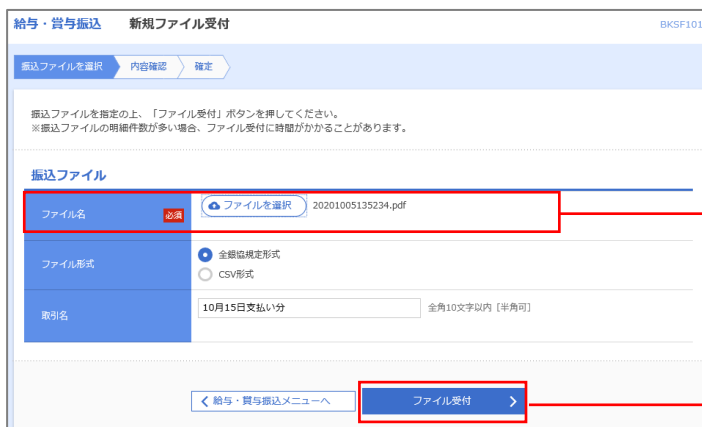 給与・賞与振込 新規ファイル受付 BKSF101
振込ファイルを選択 内容確認 確定
振込ファイルを指定の上、「ファイル受付」ボタンを押してください。
※振込ファイルの明細件数が多い場合、ファイル受付に時間がかかることがあります。
振込ファイル
ファイル名 必須 ファイルを選択 20201005135234.pdf
ファイル形式 全銀協規定形式
CSV形式
取引名 10月15日支払い分 全角10文字以内［半角可］
給与・賞与振込メニューへ ファイル受付